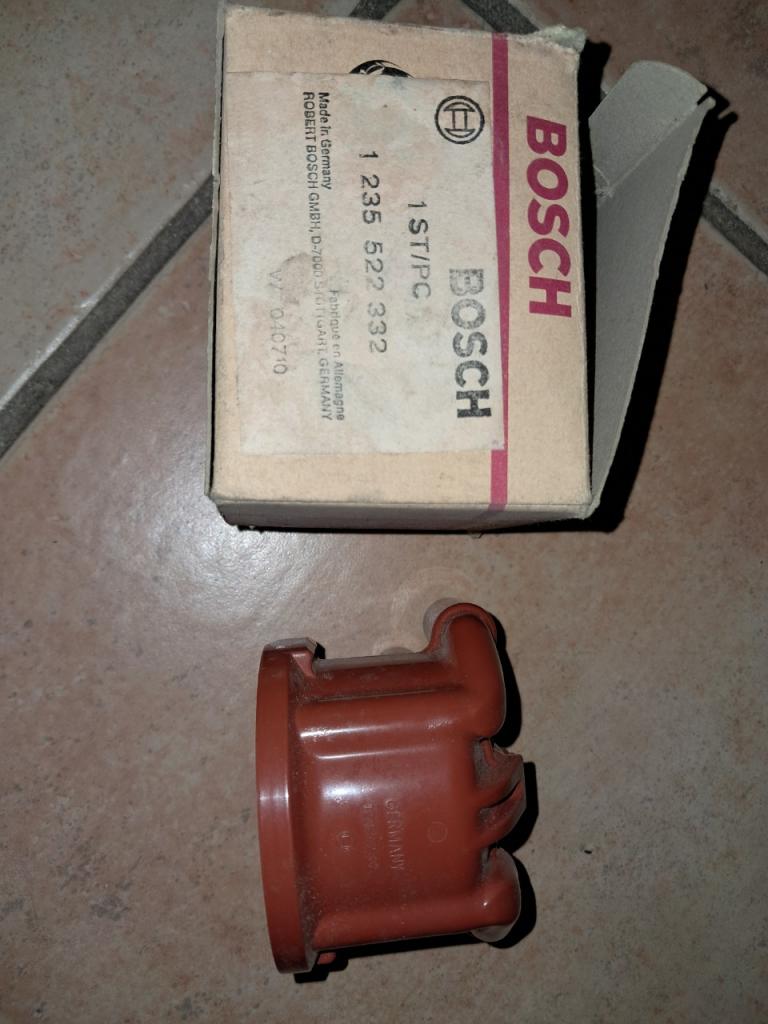 BOSCH
BOSCH
1 ST/PC
1 235 522 332
Fabriqué en Allemagne
Made in Germany
ROBERT BOSCH GMBH, D-7000 STUTTGART, GERMANY
040710
GERMANY